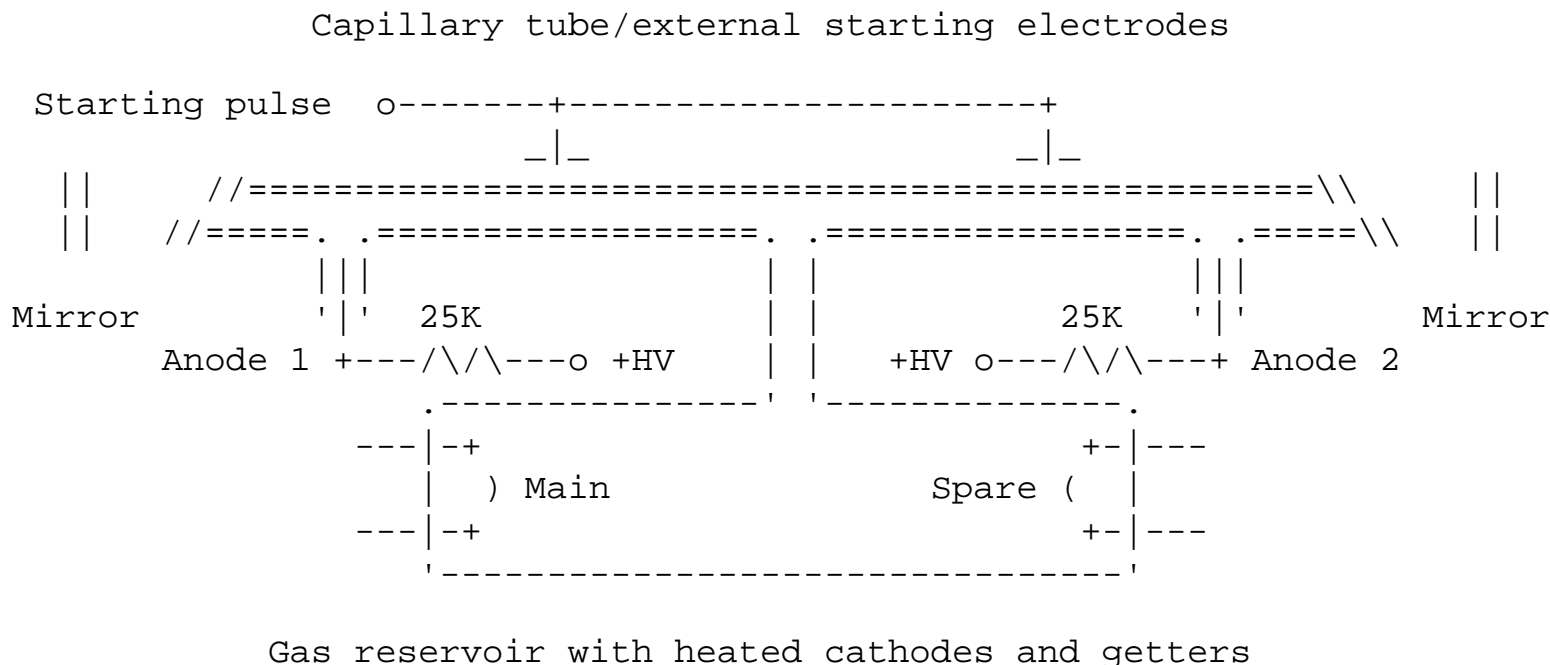 Capillary tube/external starting electrodes
Starting pulse o-------+----------------------+
_|_ _|_
|| //==================================================\\ ||
|| //=====. .==================. .=================. .=====\\ ||
||| | | |||
Mirror '|' 25K | | 25K '|' Mirror
Anode 1 +---/\/\---o +HV | | +HV o---/\/\---+ Anode 2
.---------------' '--------------.
---|-+ +-|---
| ) Main Spare ( |
---|-+ +-|---
'--------------------------------'
Gas reservoir with heated cathodes and getters